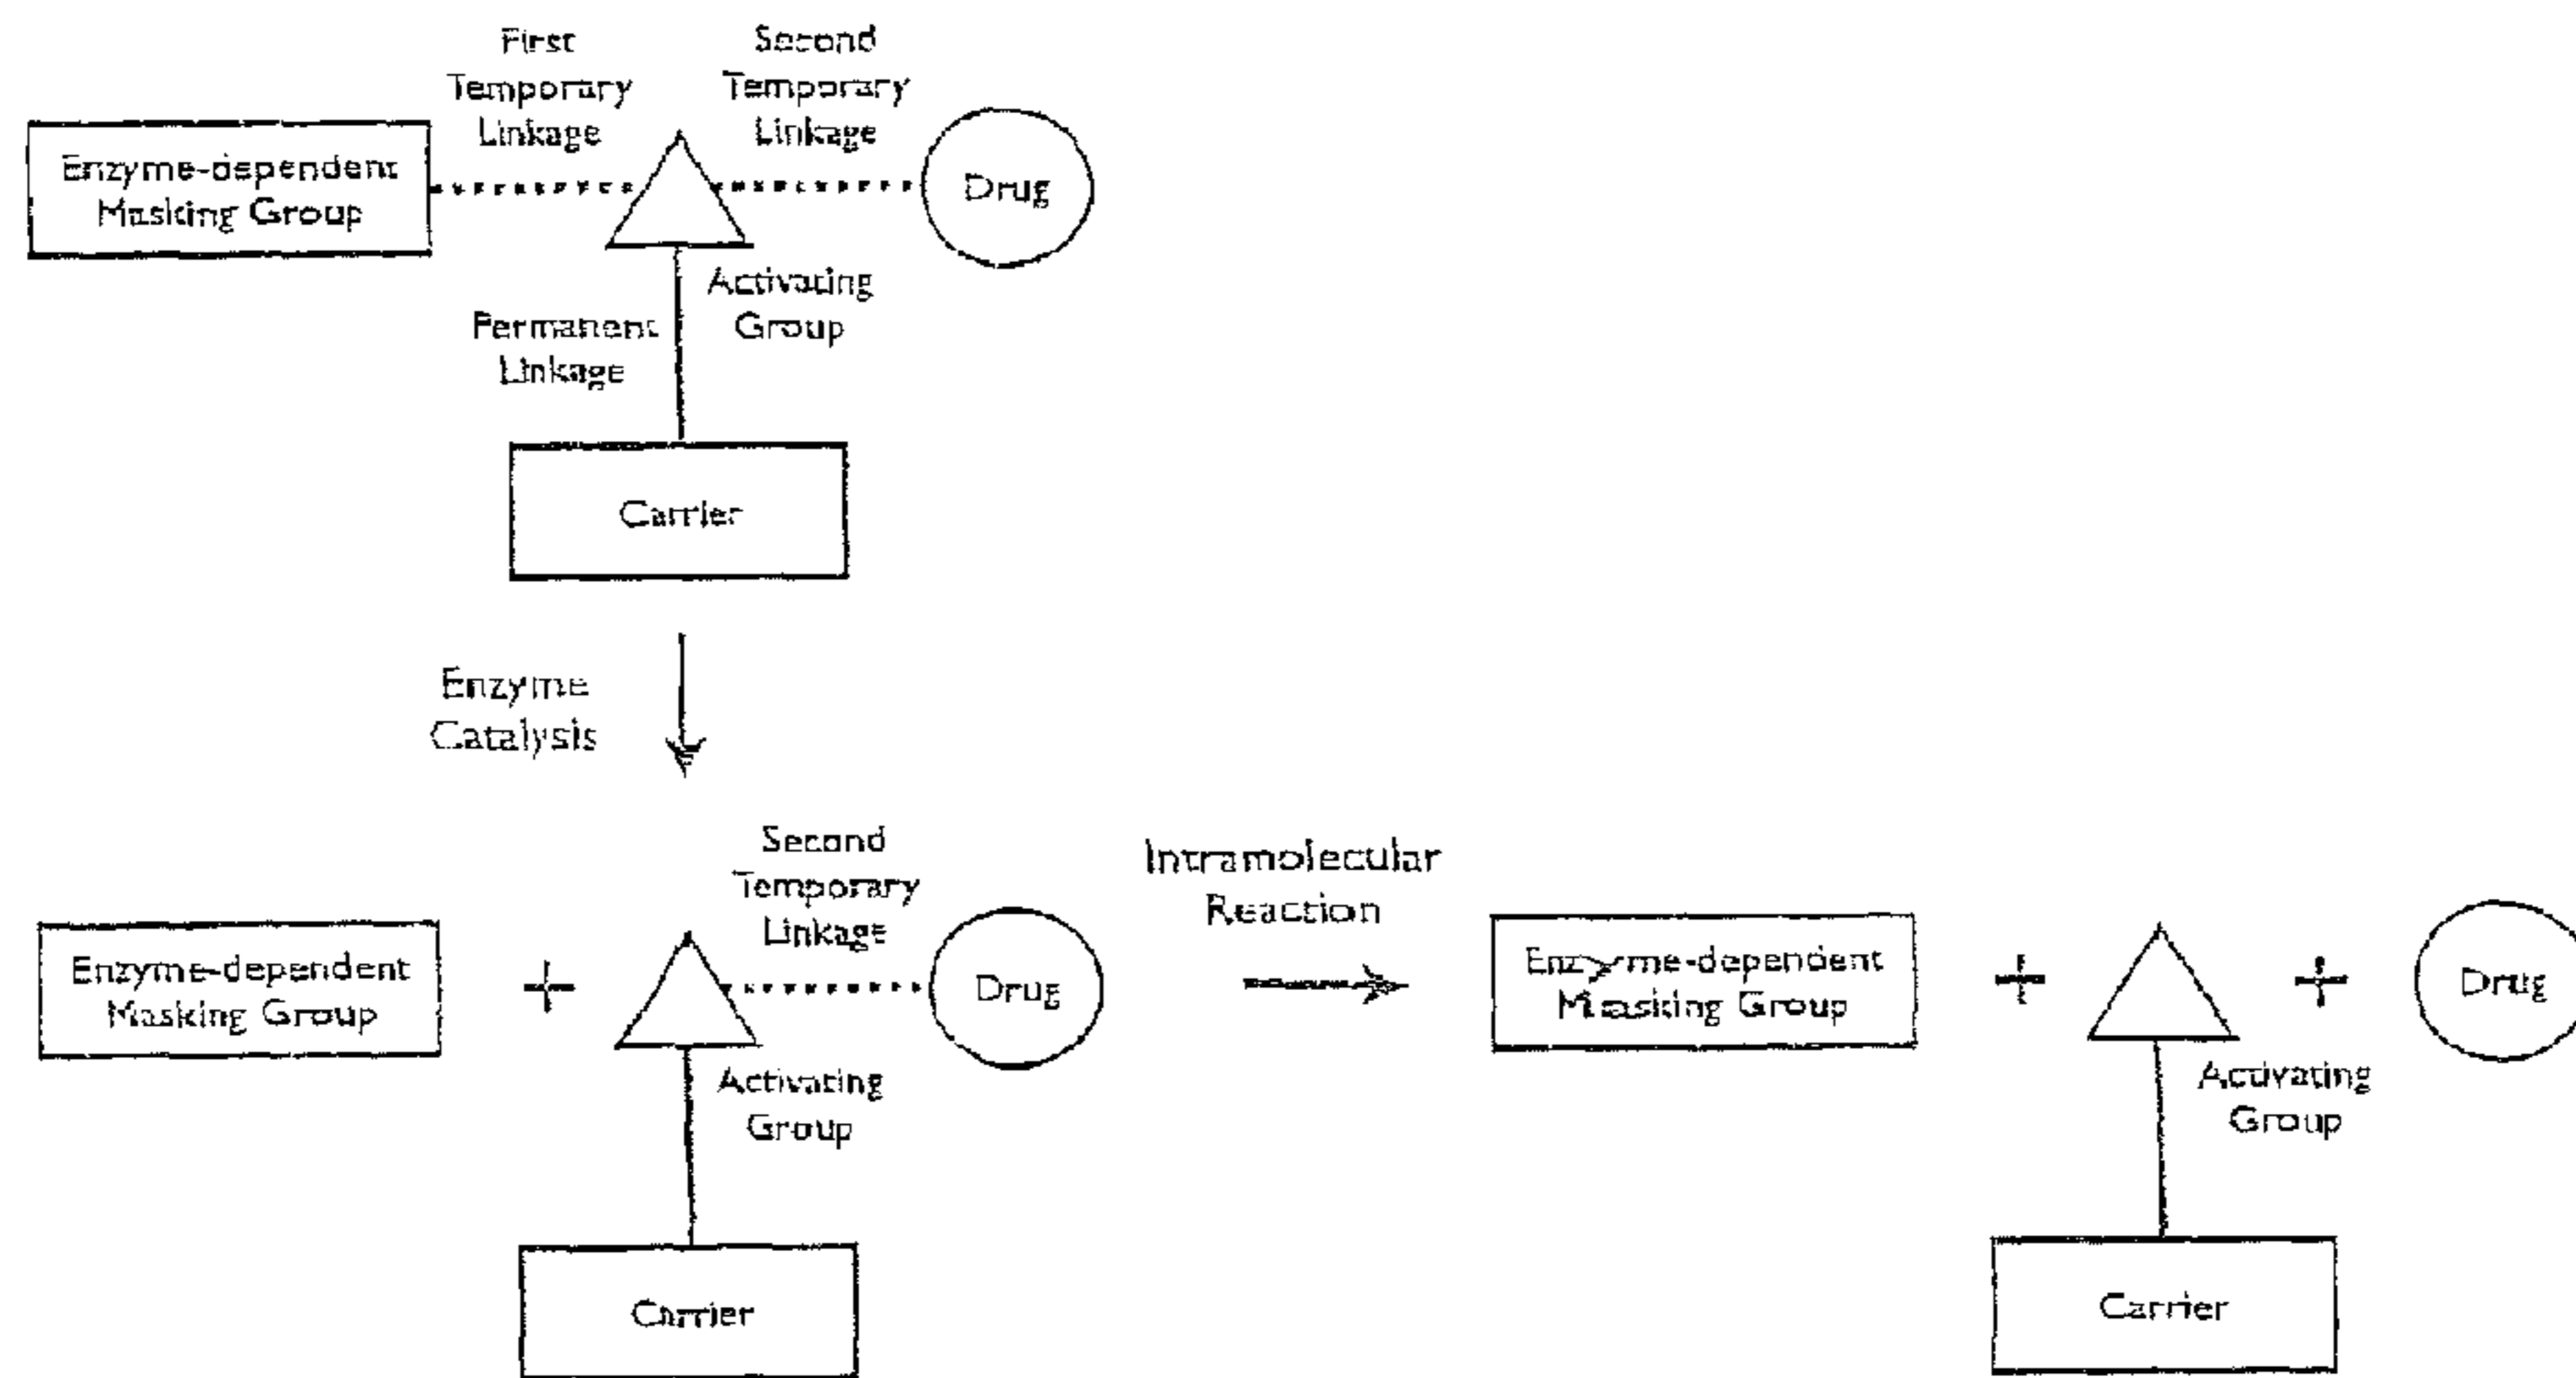 First
Temporary
Linkage
Second
Temporary
Linkage
Enzyme-dependent
Masking Group
Drug
Activating
Group
Permanent
Linkage
Carrier
Enzyme
Catalysis
Second
Temporary
Linkage
Intramolecular
Reaction
Enzyme-dependent
Masking Group
+
Drug
Activating
Group
Carrier
Enzyme-dependent
Masking Group
+
+
Drug
Activating
Group
Carrier